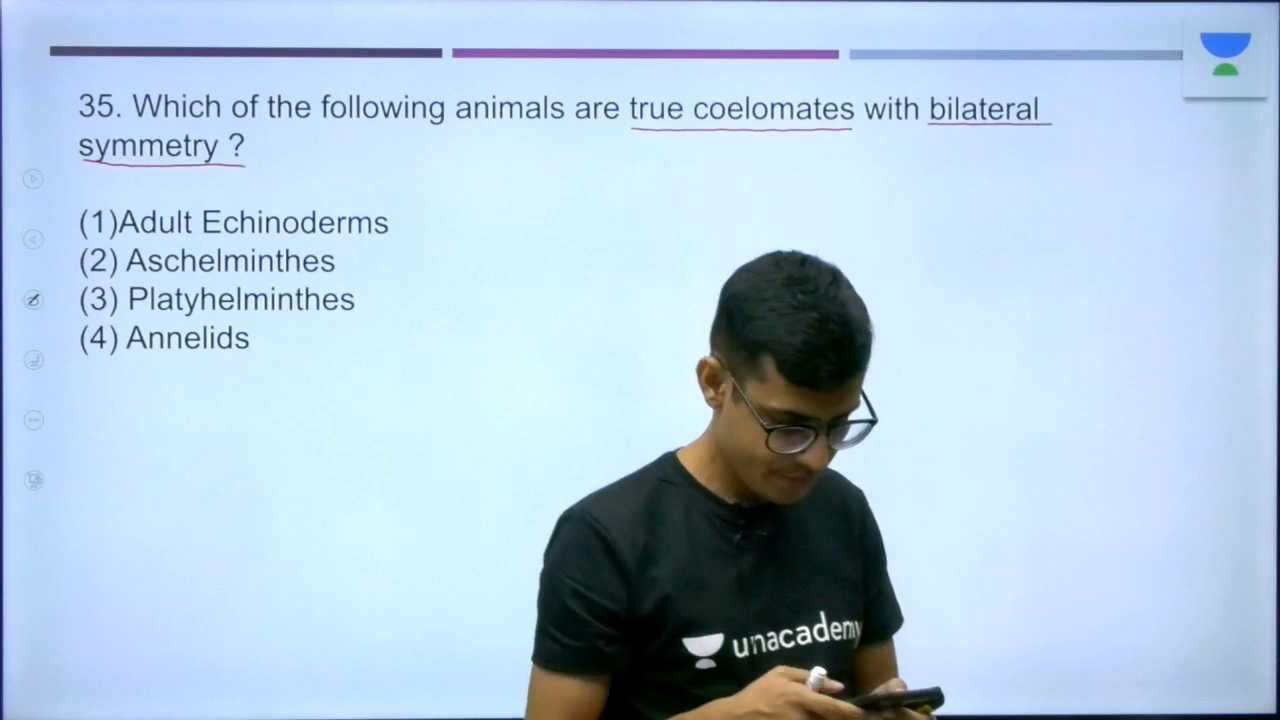 35. Which of the following animals are true coelomates with bilateral
symmetry ?
(1)Adult Echinoderms
(2) Aschelminthes
(3) Platyhelminthes
(4) Annelids
unacademy